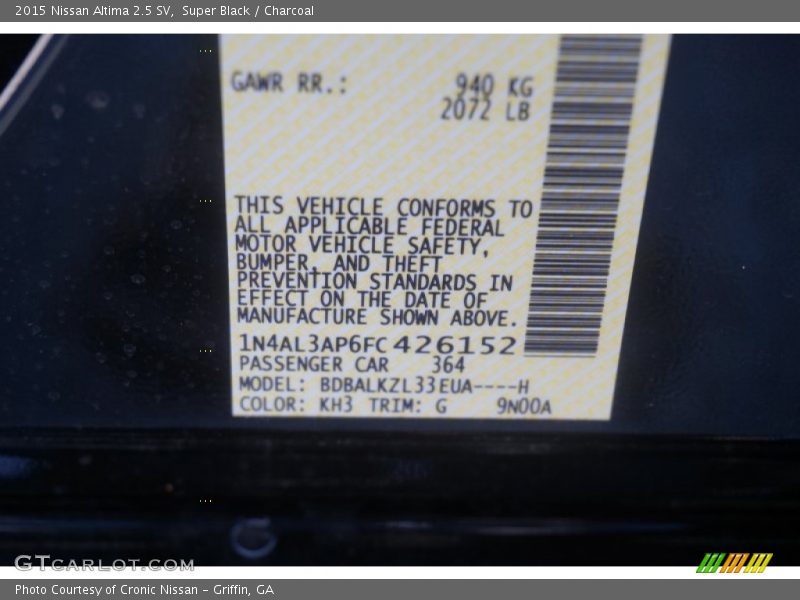 2015 Nissan Altima 2.5 SV, Super Black / Charcoal
GAWR RR.: 940 KG
2072 LB
THIS VEHICLE CONFORMS TO
ALL APPLICABLE FEDERAL
MOTOR VEHICLE SAFETY,
BUMPER, AND THEFT
PREVENTION STANDARDS IN
EFFECT ON THE DATE OF
MANUFACTURE SHOWN ABOVE.
1N4AL3AP6FC426152
PASSENGER CAR 364
MODEL: BDBALKZL33EUA----H
COLOR: KH3 TRIM: G 9N00A
GTCARLOT.COM
Photo Courtesy of Cronic Nissan - Griffin, GA